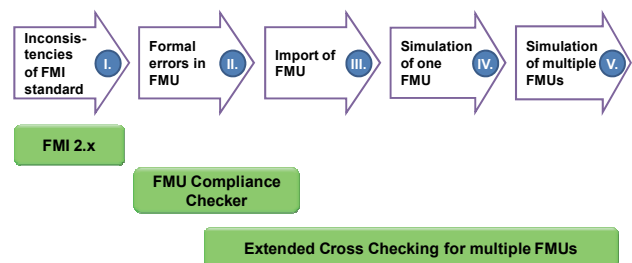 Inconsis-
tencies
of FMI
standard
I.
Formal
errors in
FMU
II.
Import of
FMU
III.
Simulation
of one
FMU
IV.
Simulation
of multiple
FMUs
V.
FMI 2.x
FMU Compliance
Checker
Extended Cross Checking for multiple FMUs